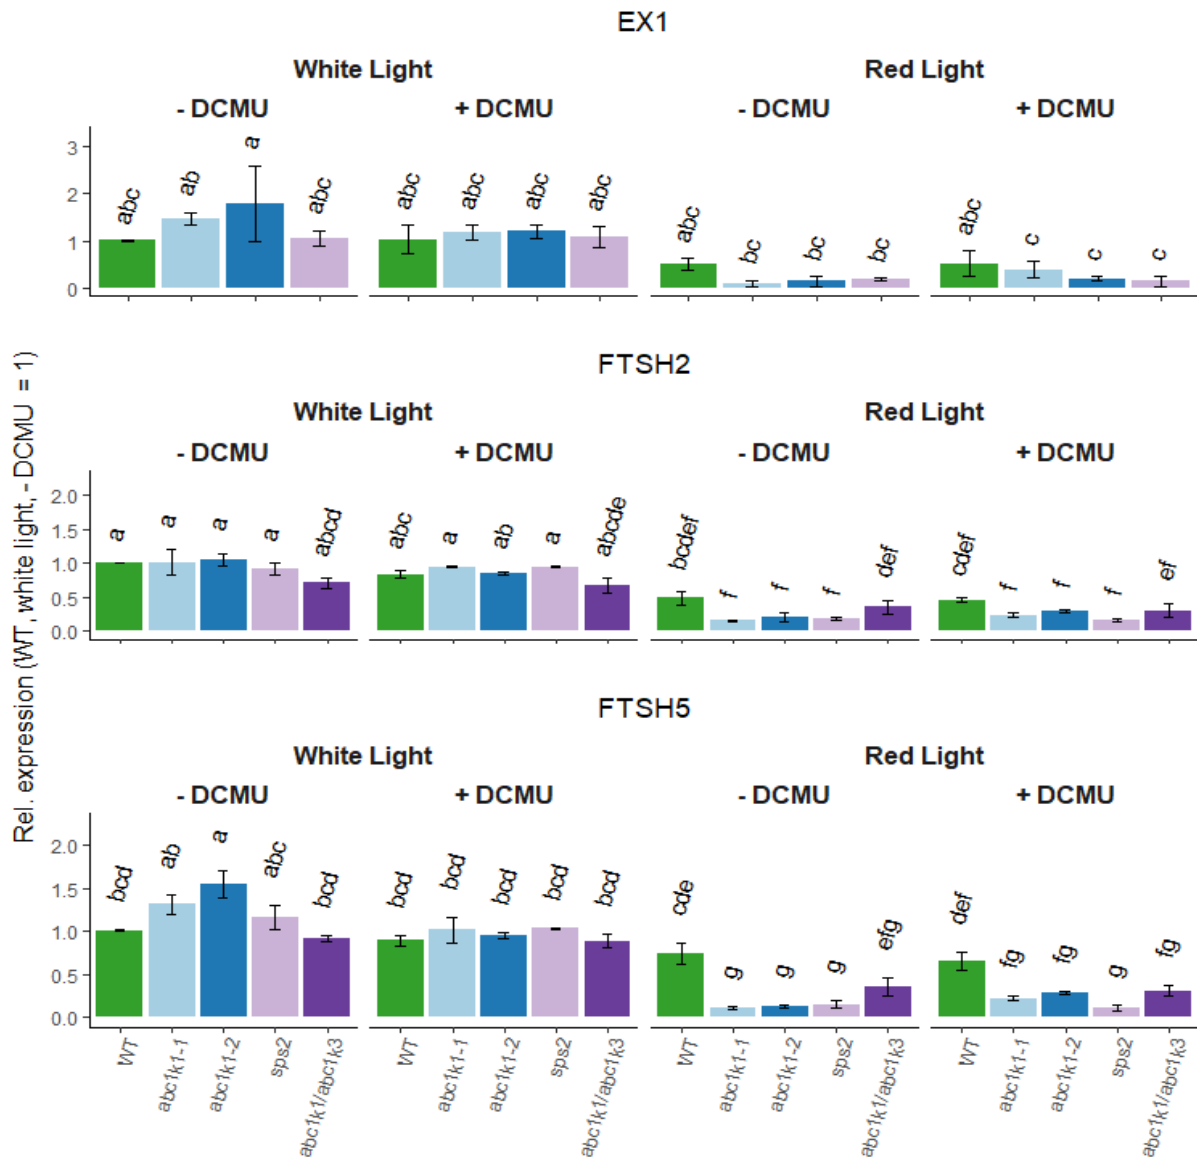 EX1
White Light Red Light
- DCMU + DCMU - DCMU + DCMU
3
2
1
0
abc ab a abc abc abc abc abc abc bc bc bc abc c c c
Rel. expression (WT, white light, - DCMU = 1)
FTSH2
White Light Red Light
- DCMU + DCMU - DCMU + DCMU
2.0
1.5
1.0
0.5
0.0
a a a a abcd abc a ab a abcde bcdef f f f def cdef f f f ef
FTSH5
White Light Red Light
- DCMU + DCMU - DCMU + DCMU
2.0
1.5
1.0
0.5
0.0
bcd ab a abc bcd bcd bcd bcd bcd bcd cde g g g efg def fg fg g fg
WT abc1k1-1 abc1k1-2 sps2 abc1k1/abc1k3 WT abc1k1-1 abc1k1-2 sps2 abc1k1/abc1k3 WT abc1k1-1 abc1k1-2 sps2 abc1k1/abc1k3 WT abc1k1-1 abc1k1-2 sps2 abc1k1/abc1k3